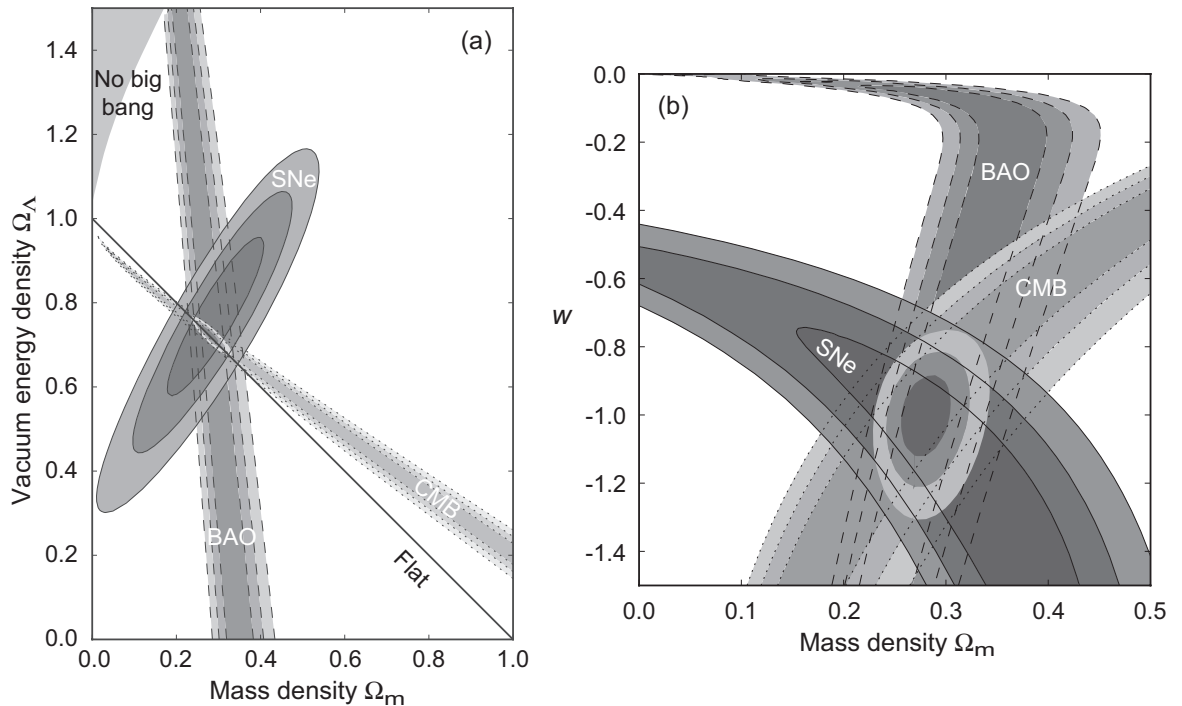 (a)
No big
bang
SNe
BAO
CMB
Flat
1.4
1.2
1.0
0.8
0.6
0.4
0.2
0.0
Vacuum energy density ΩΛ
0.0 0.2 0.4 0.6 0.8 1.0
Mass density Ωm
(b)
BAO
CMB
SNe
0.0
-0.2
-0.4
-0.6
-0.8
-1.0
-1.2
-1.4
w
0.0 0.1 0.2 0.3 0.4 0.5
Mass density Ωm